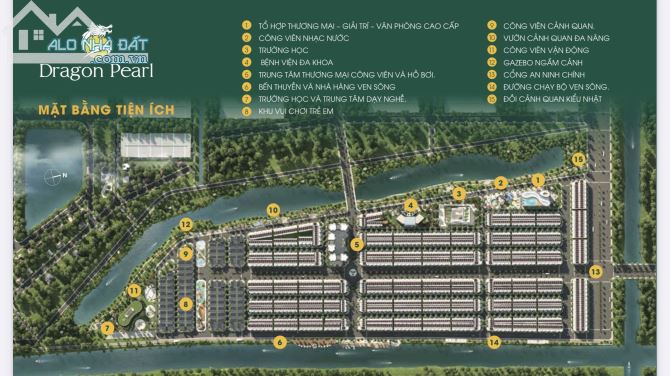 ALO NHÀ ĐẤT
.com.vn
Dragon Pearl
MẶT BẰNG TIỆN ÍCH
1 TỔ HỢP THƯƠNG MẠI – GIẢI TRÍ – VĂN PHÒNG CAO CẤP
2 CÔNG VIÊN NHẠC NƯỚC
3 TRƯỜNG HỌC
4 BỆNH VIỆN ĐA KHOA
5 TRUNG TÂM THƯƠNG MẠI CÔNG VIÊN VÀ HỒ BƠI.
6 BẾN THUYỀN VÀ NHÀ HÀNG VEN SÔNG
7 TRƯỜNG HỌC VÀ TRUNG TÂM DẠY NGHỀ.
8 KHU VUI CHƠI TRẺ EM
9 CÔNG VIÊN CẢNH QUAN.
10 VƯỜN CẢNH QUAN ĐA NĂNG
11 CÔNG VIÊN VẬN ĐỘNG
12 GAZEBO NGẮM CẢNH
13 CỔNG AN NINH CHÍNH
14 ĐƯỜNG CHẠY BỘ VEN SÔNG.
15 ĐỒI CẢNH QUAN KIỂU NHẬT
N
15
1
2
3
4
10
12
5
9
13
11
8
7
6
14